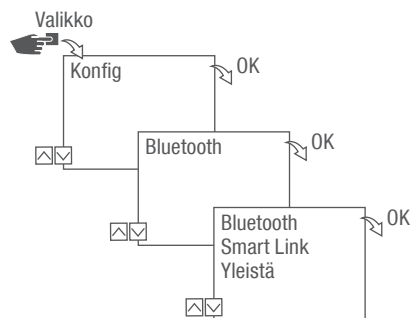 Valikko
Konfig
OK
Bluetooth
OK
Bluetooth
Smart Link
Yleistä
OK